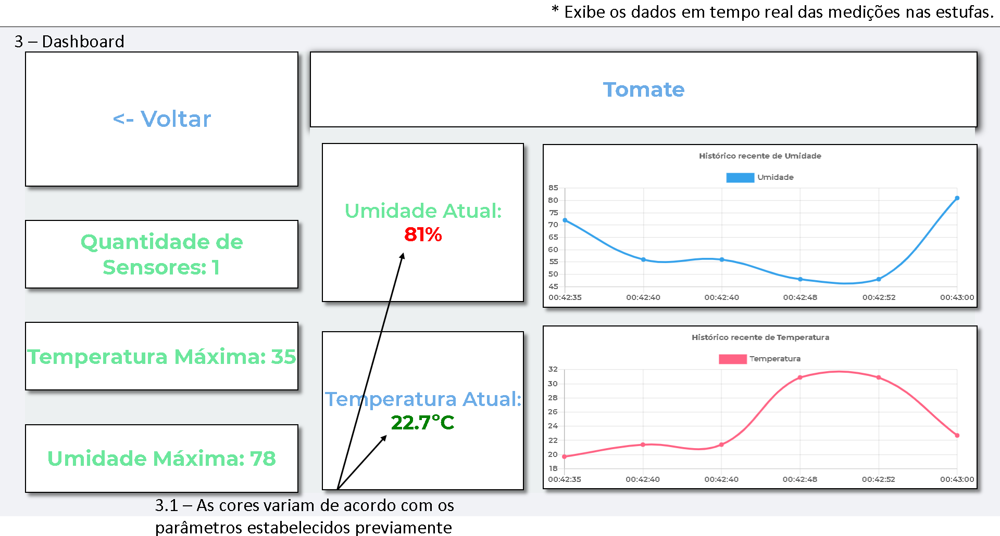 * Exibe os dados em tempo real das medições nas estufas.
3 – Dashboard
<- Voltar
Tomate
Quantidade de
Sensores: 1
Temperatura Máxima: 35
Umidade Máxima: 78
Umidade Atual:
81%
Temperatura Atual:
22.7°C
Histórico recente de Umidade
Umidade
85
80
75
70
65
60
55
50
45
00:42:35 00:42:40 00:42:40 00:42:48 00:42:52 00:43:00
Histórico recente de Temperatura
Temperatura
32
30
28
26
24
22
20
18
00:42:35 00:42:40 00:42:40 00:42:48 00:42:52 00:43:00
3.1 – As cores variam de acordo com os
parâmetros estabelecidos previamente